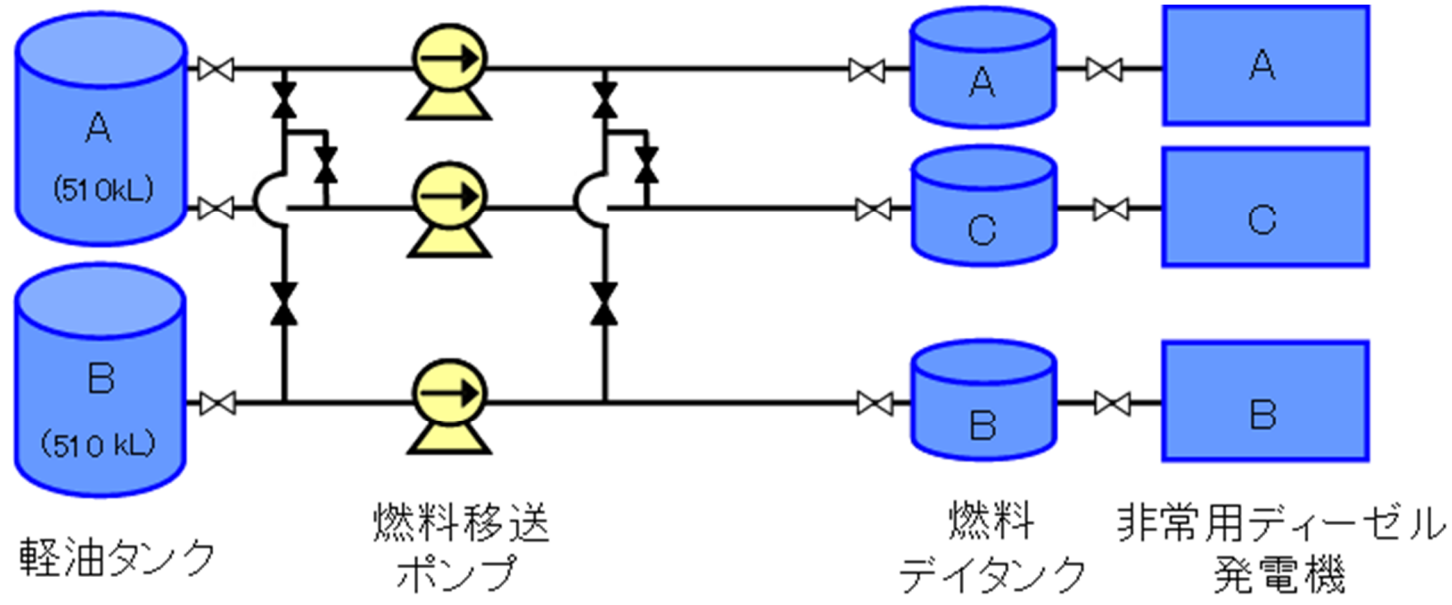 A
(510kL)
B
(510 kL)
A
C
B
A
C
B
軽油タンク
燃料移送
ポンプ
燃料
デイタンク
非常用ディーゼル
発電機